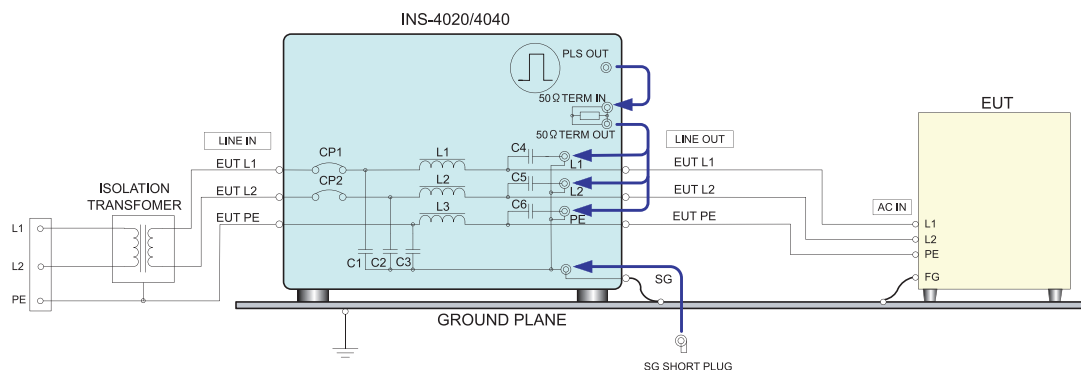 INS-4020/4040
PLS OUT
50Ω TERM IN
50Ω TERM OUT
EUT
LINE IN
LINE OUT
CP1
L1
C4
L1
EUT L1
EUT L1
CP2
L2
C5
L2
EUT L2
EUT L2
L3
C6
PE
EUT PE
EUT PE
ISOLATION
TRANSFOMER
AC IN
L1
L2
PE
L1
L2
PE
FG
C1
C2
C3
SG
GROUND PLANE
SG SHORT PLUG